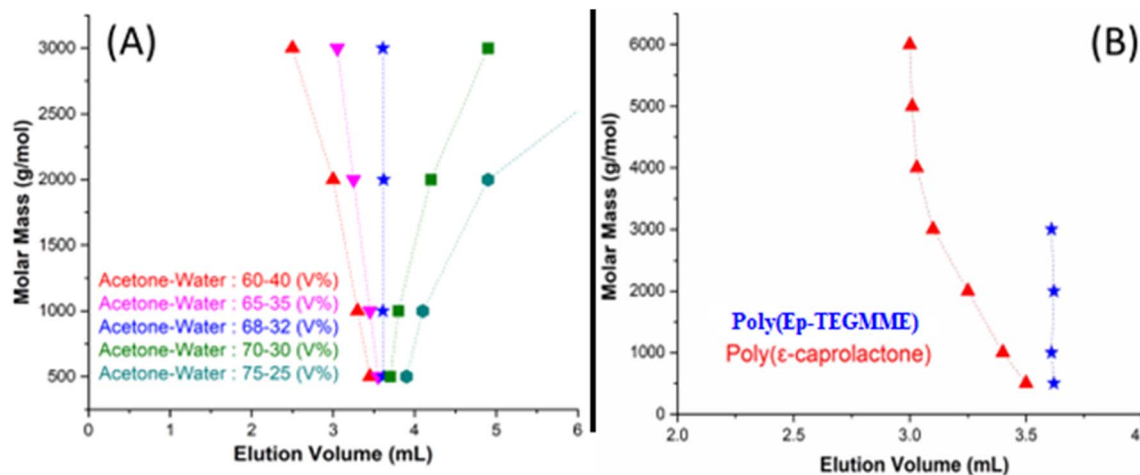 (A)
Molar Mass (g/mol)
3000
2500
2000
1500
1000
500
Acetone-Water : 60-40 (V%)
Acetone-Water : 65-35 (V%)
Acetone-Water : 68-32 (V%)
Acetone-Water : 70-30 (V%)
Acetone-Water : 75-25 (V%)
0 1 2 3 4 5 6
Elution Volume (mL)
(B)
Molar Mass (g/mol)
6000
5000
4000
3000
2000
1000
0
Poly(Ep-TEGMME)
Poly(ε-caprolactone)
2.0 2.5 3.0 3.5 4
Elution Volume (mL)